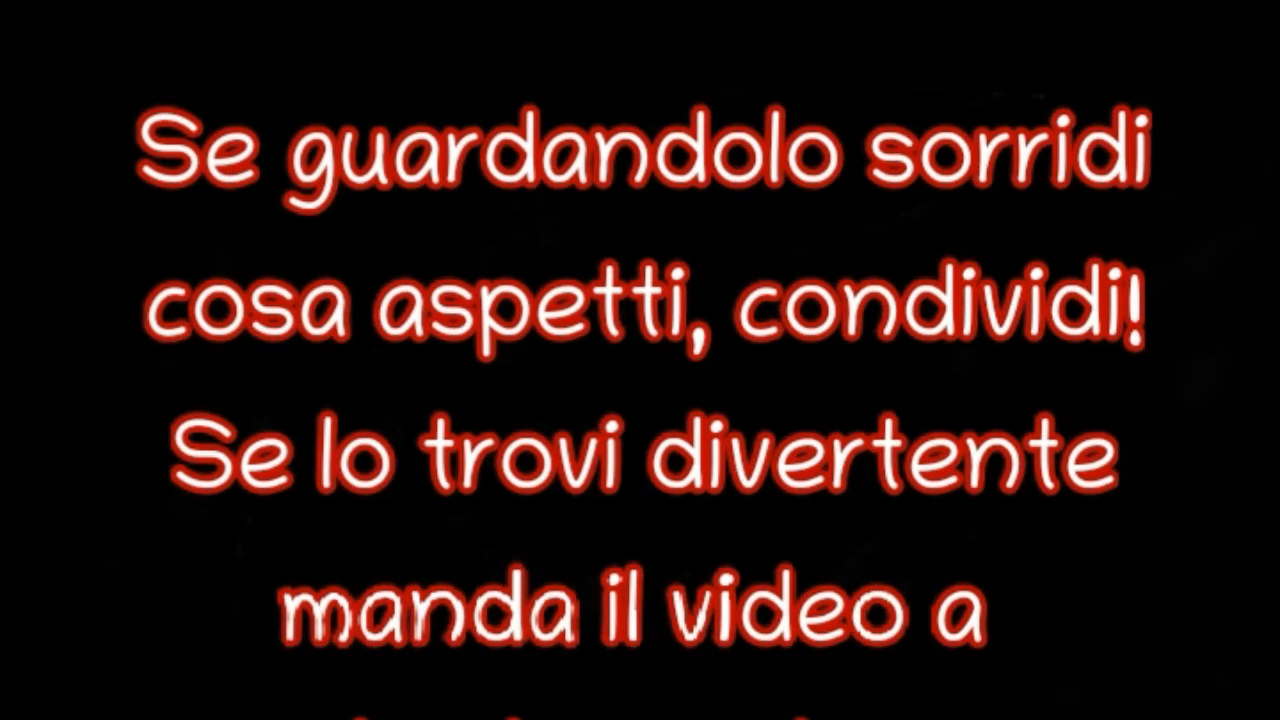 Se guardandolo sorridi
cosa aspetti, condividi!
Se lo trovi divertente
manda il video a